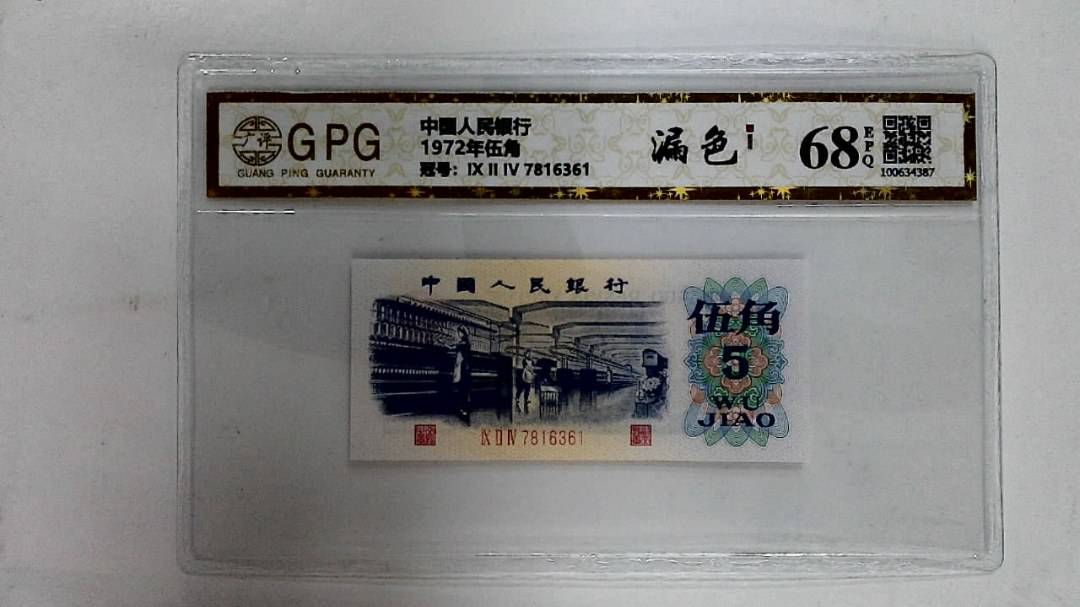 GPG
GUANG PING GUARANTY
中国人民银行
1972年伍角
冠号：IX II IV 7816361
漏色
68
EPQ
100634387
中國人民銀行
伍角
5
WU
JIAO
IX II IV 7816361